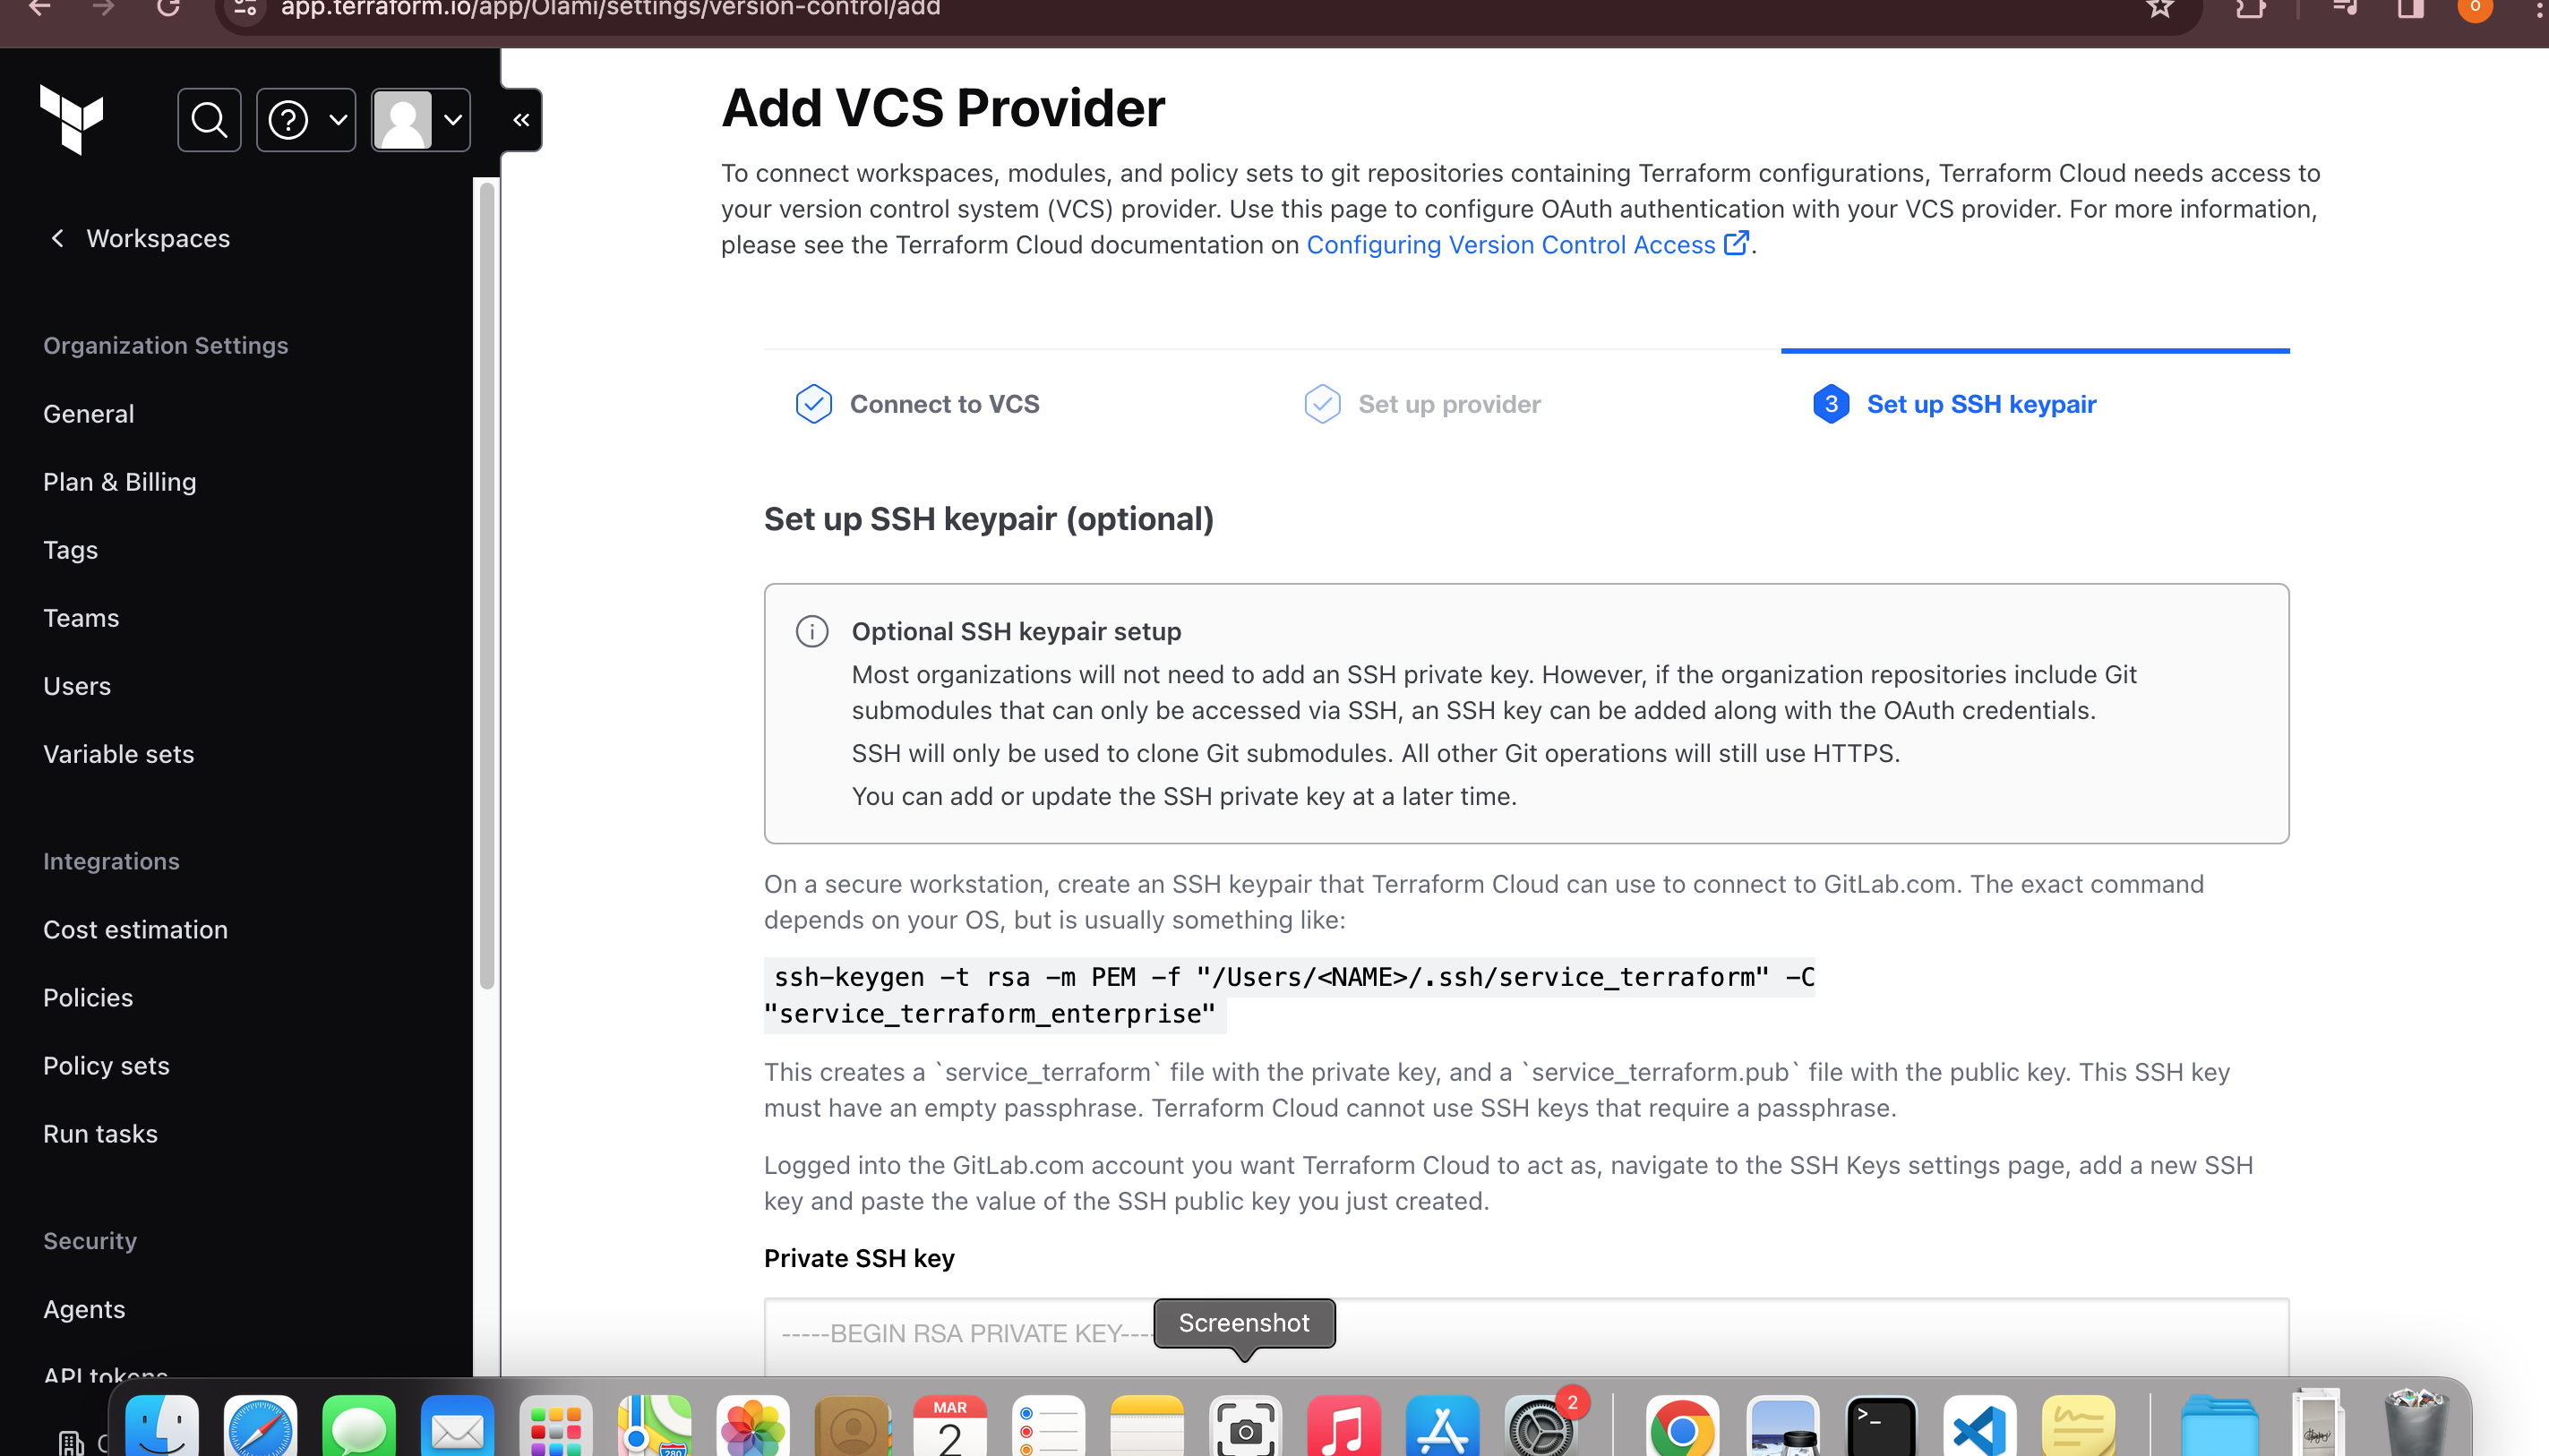 app.terraform.io/app/Olami/settings/version-control/add
O
Workspaces
Organization Settings
General
Plan & Billing
Tags
Teams
Users
Variable sets
Integrations
Cost estimation
Policies
Policy sets
Run tasks
Security
Agents
API tokens
Add VCS Provider
To connect workspaces, modules, and policy sets to git repositories containing Terraform configurations, Terraform Cloud needs access to
your version control system (VCS) provider. Use this page to configure OAuth authentication with your VCS provider. For more information,
please see the Terraform Cloud documentation on Configuring Version Control Access.
Connect to VCS
Set up provider
3 Set up SSH keypair
Set up SSH keypair (optional)
Optional SSH keypair setup
Most organizations will not need to add an SSH private key. However, if the organization repositories include Git
submodules that can only be accessed via SSH, an SSH key can be added along with the OAuth credentials.
SSH will only be used to clone Git submodules. All other Git operations will still use HTTPS.
You can add or update the SSH private key at a later time.
On a secure workstation, create an SSH keypair that Terraform Cloud can use to connect to GitLab.com. The exact command
depends on your OS, but is usually something like:
ssh-keygen -t rsa -m PEM -f "/Users/<NAME>/.ssh/service_terraform" -C
"service_terraform_enterprise"
This creates a `service_terraform` file with the private key, and a `service_terraform.pub` file with the public key. This SSH key
must have an empty passphrase. Terraform Cloud cannot use SSH keys that require a passphrase.
Logged into the GitLab.com account you want Terraform Cloud to act as, navigate to the SSH Keys settings page, add a new SSH
key and paste the value of the SSH public key you just created.
Private SSH key
-----BEGIN RSA PRIVATE KEY----
Screenshot
MAR
2
280
2